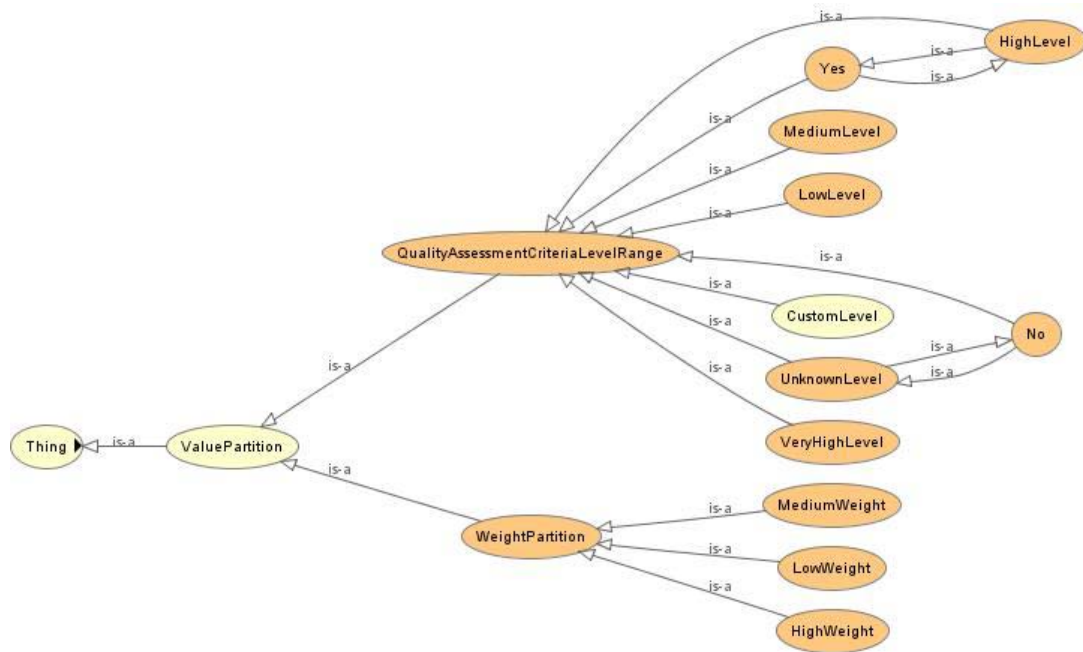 is-a
HighLevel
is-a
Yes
is-a
is-a
MediumLevel
is-a
LowLevel
is-a
QualityAssessmentCriteriaLevelRange
is-a
is-a
CustomLevel
No
is-a
is-a
UnknownLevel
is-a
is-a
is-a
VeryHighLevel
Thing
is-a
ValuePartition
is-a
MediumWeight
is-a
WeightPartition
is-a
LowWeight
is-a
HighWeight